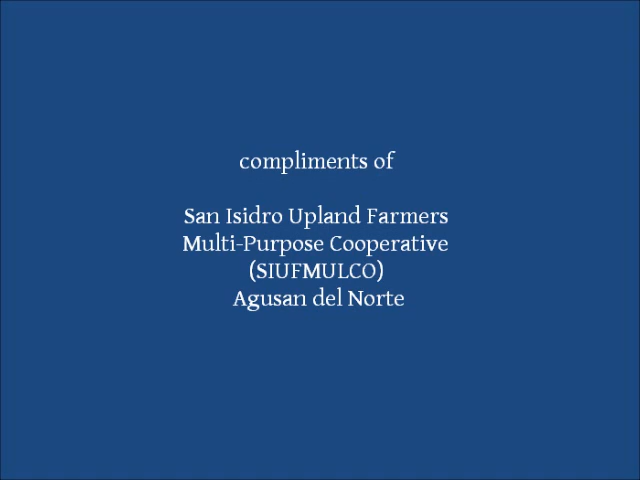 compliments of
San Isidro Upland Farmers
Multi-Purpose Cooperative
(SIUFMULCO)
Agusan del Norte